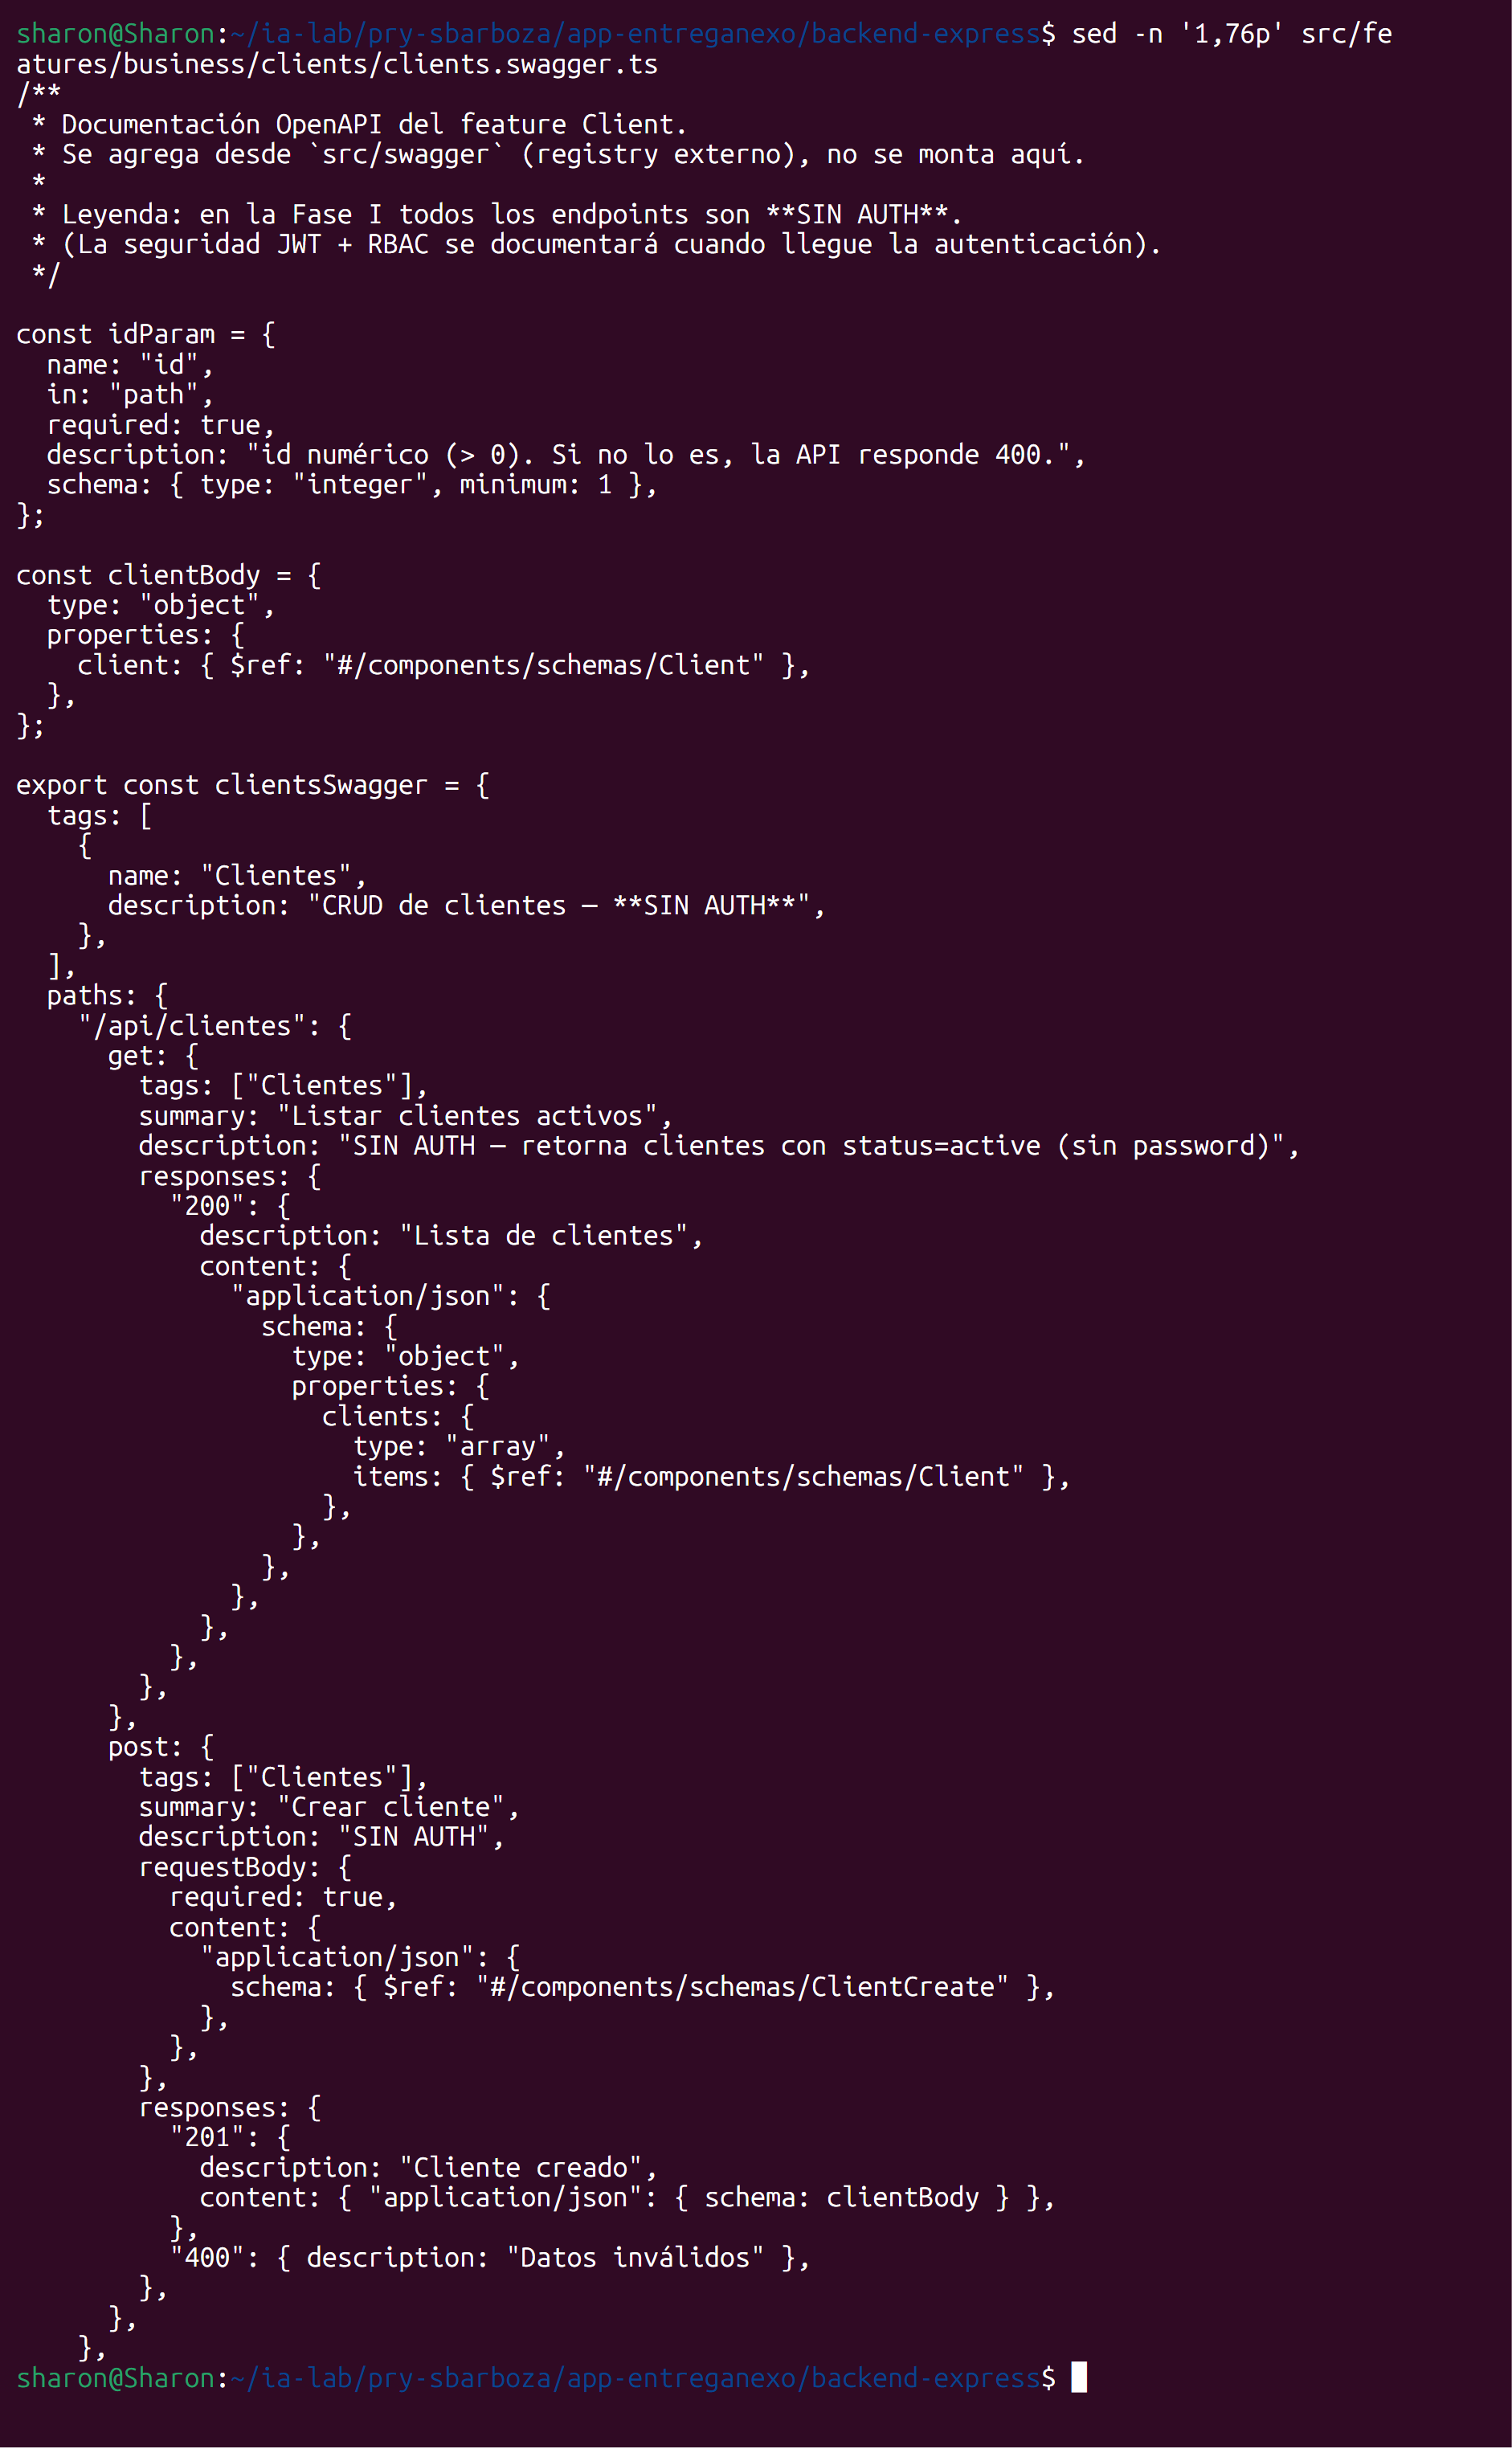 sharon@Sharon:~/ia-lab/pry-sbarboza/app-entreganexo/backend-express$ sed -n '1,76p' src/fe
atures/business/clients/clients.swagger.ts
/**
 * Documentación OpenAPI del feature Client.
 * Se agrega desde `src/swagger` (registry externo), no se monta aquí.
 *
 * Leyenda: en la Fase I todos los endpoints son **SIN AUTH**.
 * (La seguridad JWT + RBAC se documentará cuando llegue la autenticación).
 */

const idParam = {
  name: "id",
  in: "path",
  required: true,
  description: "id numérico (> 0). Si no lo es, la API responde 400.",
  schema: { type: "integer", minimum: 1 },
};

const clientBody = {
  type: "object",
  properties: {
    client: { $ref: "#/components/schemas/Client" },
  },
};

export const clientsSwagger = {
  tags: [
    {
      name: "Clientes",
      description: "CRUD de clientes — **SIN AUTH**",
    },
  ],
  paths: {
    "/api/clientes": {
      get: {
        tags: ["Clientes"],
        summary: "Listar clientes activos",
        description: "SIN AUTH — retorna clientes con status=active (sin password)",
        responses: {
          "200": {
            description: "Lista de clientes",
            content: {
              "application/json": {
                schema: {
                  type: "object",
                  properties: {
                    clients: {
                      type: "array",
                      items: { $ref: "#/components/schemas/Client" },
                    },
                  },
                },
              },
            },
          },
        },
      },
      post: {
        tags: ["Clientes"],
        summary: "Crear cliente",
        description: "SIN AUTH",
        requestBody: {
          required: true,
          content: {
            "application/json": {
              schema: { $ref: "#/components/schemas/ClientCreate" },
            },
          },
        },
        responses: {
          "201": {
            description: "Cliente creado",
            content: { "application/json": { schema: clientBody } },
          },
          "400": { description: "Datos inválidos" },
        },
      },
    },
sharon@Sharon:~/ia-lab/pry-sbarboza/app-entreganexo/backend-express$